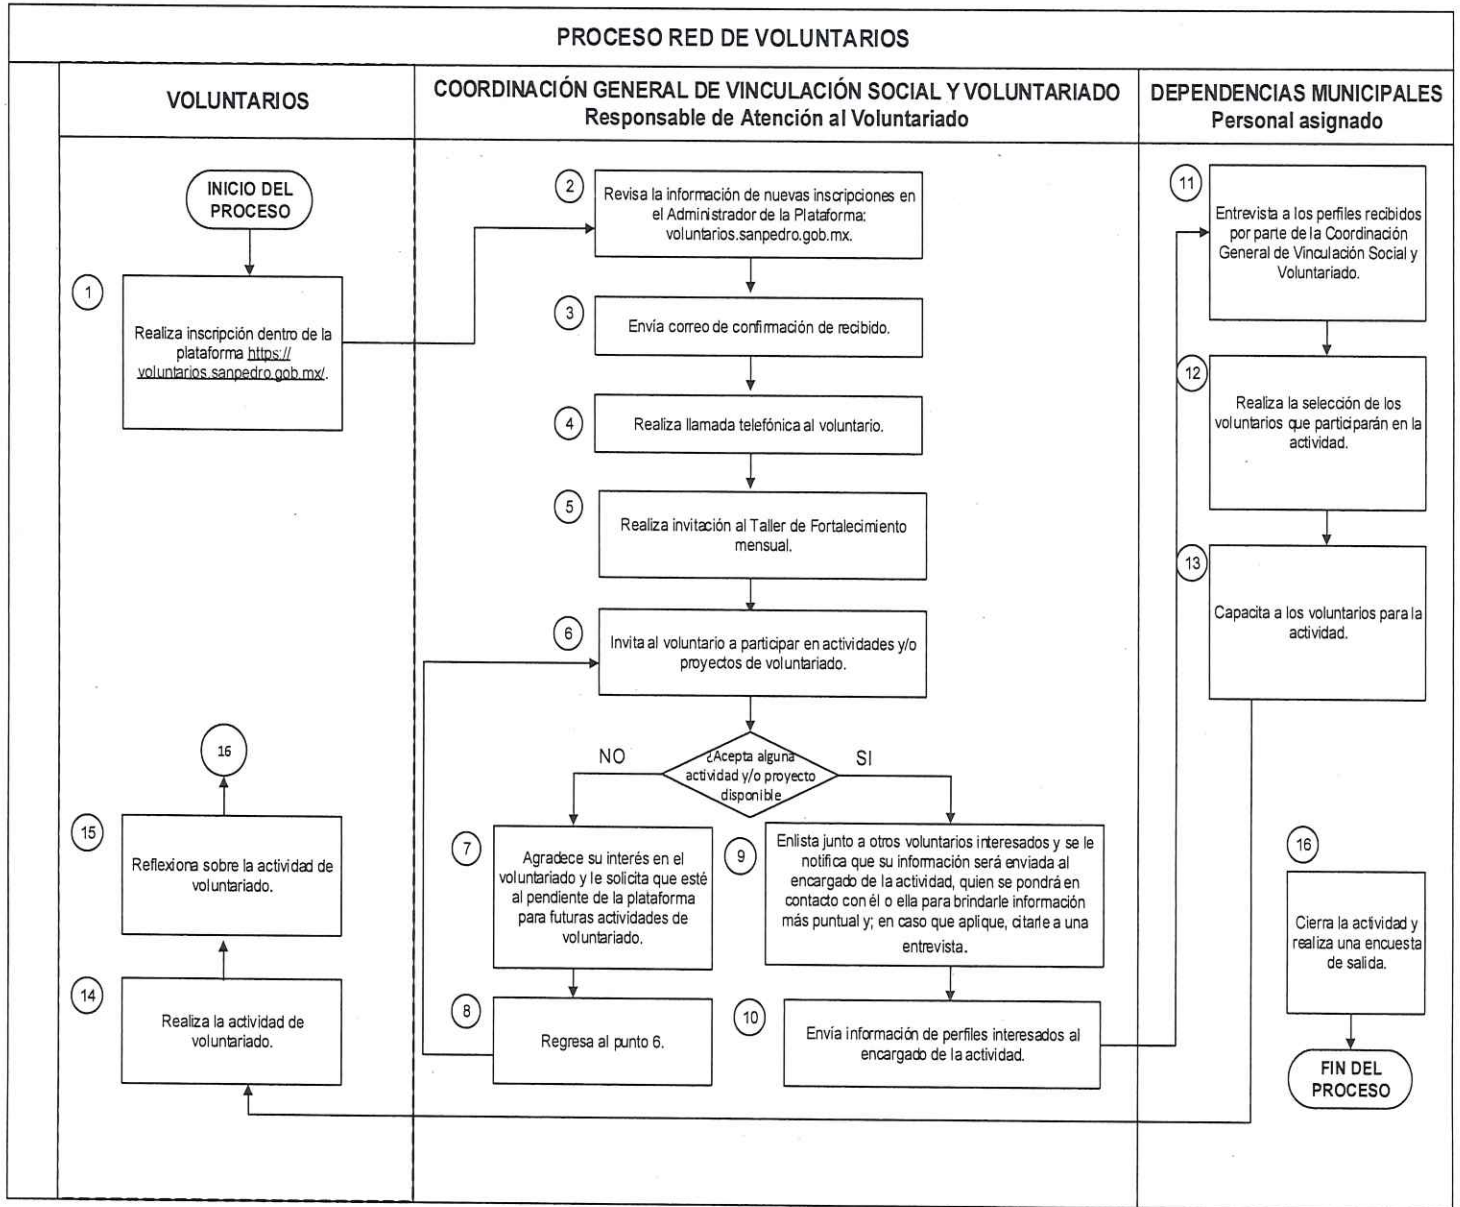 PROCESO RED DE VOLUNTARIOS
VOLUNTARIOS
COORDINACIÓN GENERAL DE VINCULACIÓN SOCIAL Y VOLUNTARIADO
Responsable de Atención al Voluntariado
DEPENDENCIAS MUNICIPALES
Personal asignado
INICIO DEL
PROCESO
1
Realiza inscripción dentro de la
plataforma https://
voluntarios.sanpedro.gob.mx/.
2
Revisa la información de nuevas inscripciones en
el Administrador de la Plataforma:
voluntarios.sanpedro.gob.mx.
3
Envía correo de confirmación de recibido.
4
Realiza llamada telefónica al voluntario.
5
Realiza invitación al Taller de Fortalecimiento
mensual.
6
Invita al voluntario a participar en actividades y/o
proyectos de voluntariado.
¿Acepta alguna
actividad y/o proyecto
disponible
NO
SI
7
Agradece su interés en el
voluntariado y le solicita que esté
al pendiente de la plataforma
para futuras actividades de
voluntariado.
8
Regresa al punto 6.
9
Enlista junto a otros voluntarios interesados y se le
notifica que su información será enviada al
encargado de la actividad, quien se pondrá en
contacto con él o ella para brindarle información
más puntual y; en caso que aplique, citarle a una
entrevista.
10
Envía información de perfiles interesados al
encargado de la actividad.
11
Entrevista a los perfiles recibidos
por parte de la Coordinación
General de Vinculación Social y
Voluntariado.
12
Realiza la selección de los
voluntarios que participarán en la
actividad.
13
Capacita a los voluntarios para la
actividad.
14
Realiza la actividad de
voluntariado.
15
Reflexiona sobre la actividad de
voluntariado.
16
16
Cierra la actividad y
realiza una encuesta
de salida.
FIN DEL
PROCESO